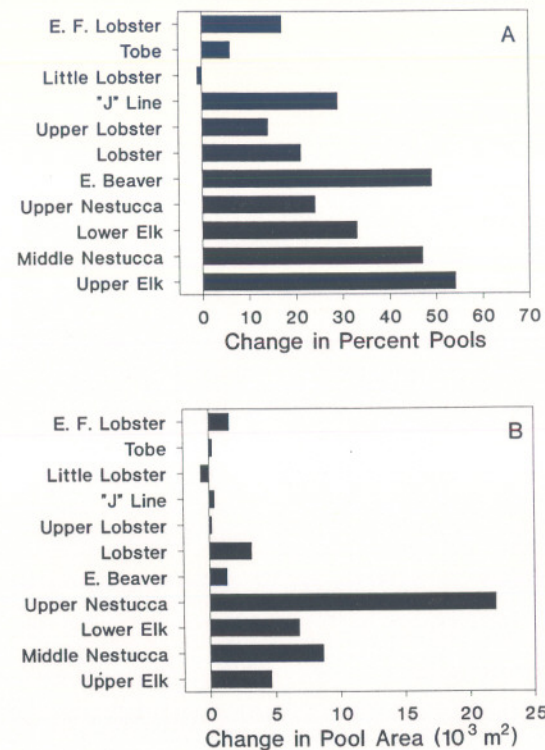 A
E. F. Lobster
Tobe
Little Lobster
"J" Line
Upper Lobster
Lobster
E. Beaver
Upper Nestucca
Lower Elk
Middle Nestucca
Upper Elk
0 10 20 30 40 50 60 70
Change in Percent Pools
B
E. F. Lobster
Tobe
Little Lobster
"J" Line
Upper Lobster
Lobster
E. Beaver
Upper Nestucca
Lower Elk
Middle Nestucca
Upper Elk
0 5 10 15 20 25
Change in Pool Area (10³ m²)